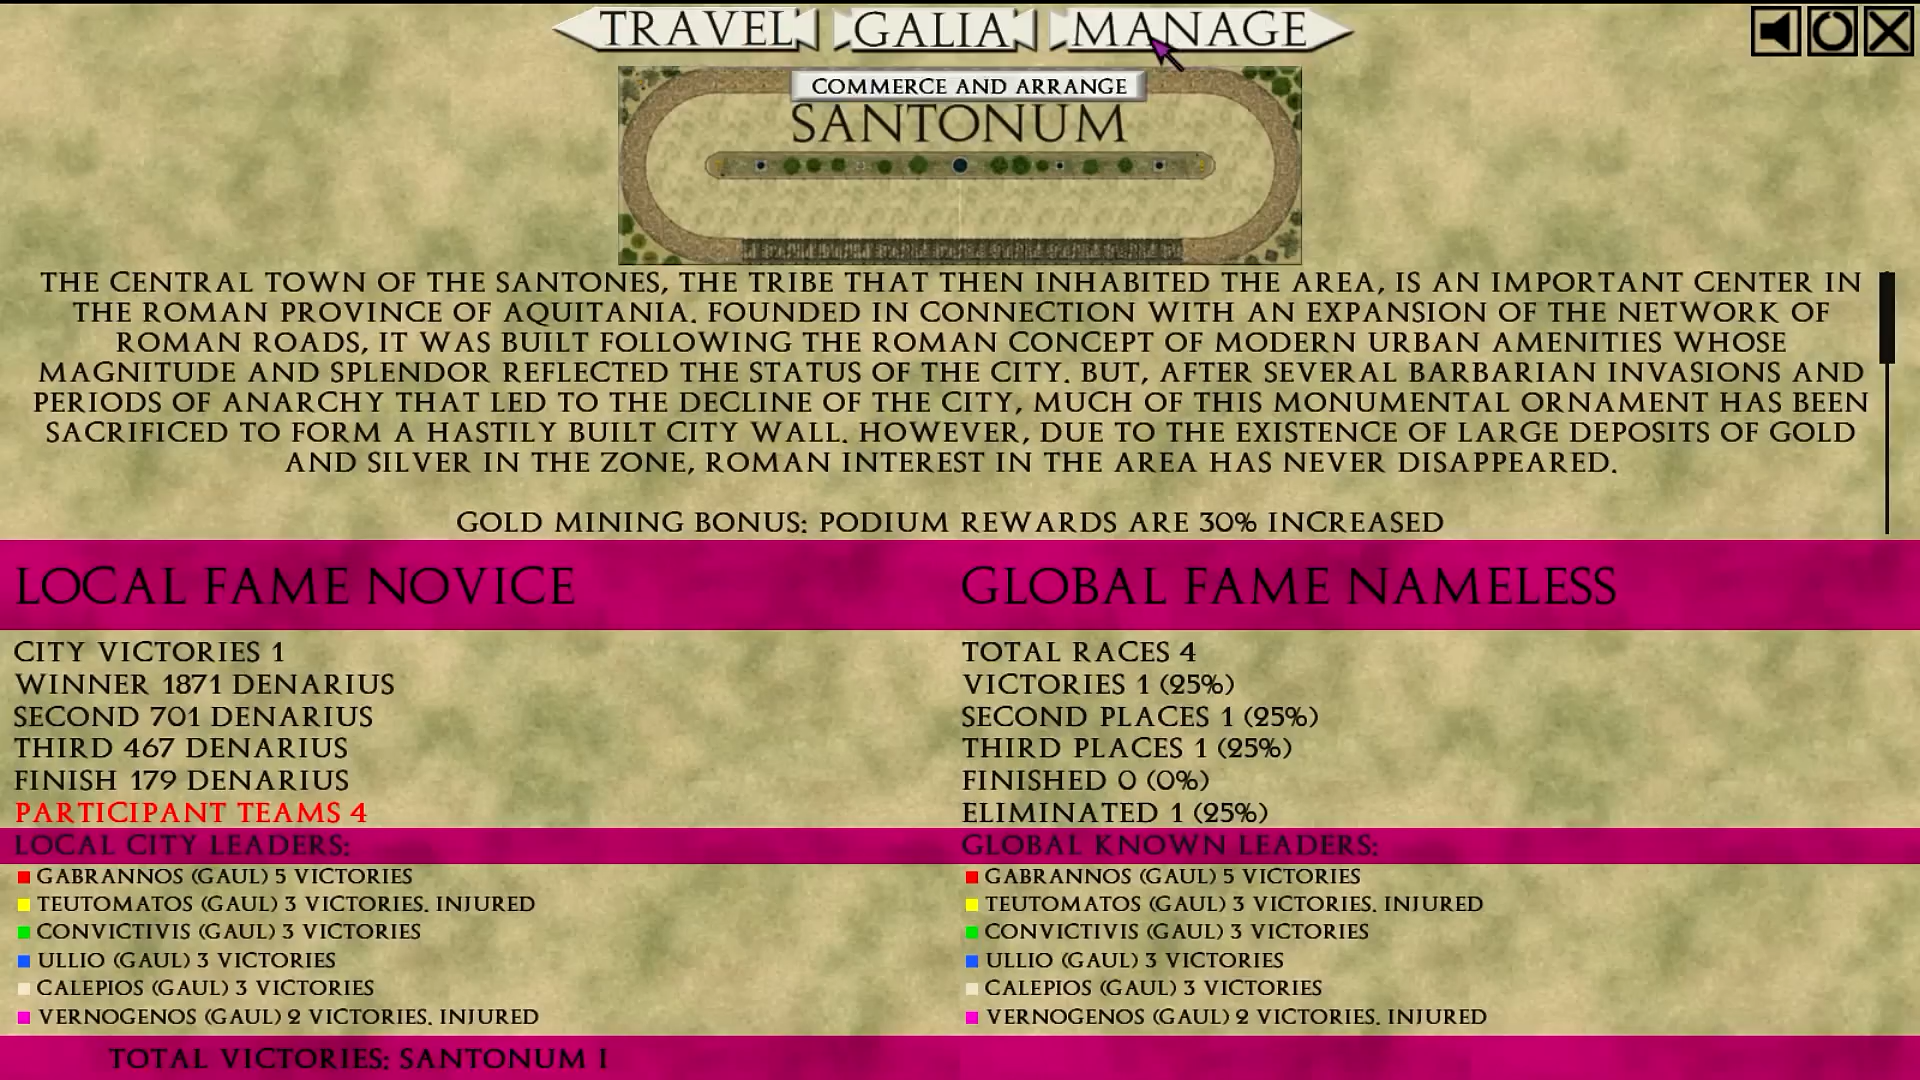 TRAVEL GALIA MANAGE
COMMERCE AND ARRANGE
SANTONUM
THE CENTRAL TOWN OF THE SANTONES, THE TRIBE THAT THEN INHABITED THE AREA, IS AN IMPORTANT CENTER IN
THE ROMAN PROVINCE OF AQUITANIA. FOUNDED IN CONNECTION WITH AN EXPANSION OF THE NETWORK OF
ROMAN ROADS, IT WAS BUILT FOLLOWING THE ROMAN CONCEPT OF MODERN URBAN AMENITIES WHOSE
MAGNITUDE AND SPLENDOR REFLECTED THE STATUS OF THE CITY. BUT, AFTER SEVERAL BARBARIAN INVASIONS AND
PERIODS OF ANARCHY THAT LED TO THE DECLINE OF THE CITY, MUCH OF THIS MONUMENTAL ORNAMENT HAS BEEN
SACRIFICED TO FORM A HASTILY BUILT CITY WALL. HOWEVER, DUE TO THE EXISTENCE OF LARGE DEPOSITS OF GOLD
AND SILVER IN THE ZONE, ROMAN INTEREST IN THE AREA HAS NEVER DISAPPEARED.
GOLD MINING BONUS: PODIUM REWARDS ARE 30% INCREASED
LOCAL FAME NOVICE
CITY VICTORIES 1
WINNER 1871 DENARIUS
SECOND 701 DENARIUS
THIRD 467 DENARIUS
FINISH 179 DENARIUS
PARTICIPANT TEAMS 4
LOCAL CITY LEADERS:
GABRANNOS (GAUL) 5 VICTORIES
TEUTOMATOS (GAUL) 3 VICTORIES. INJURED
CONVICTIVIS (GAUL) 3 VICTORIES
ULLIO (GAUL) 3 VICTORIES
CALEPIOS (GAUL) 3 VICTORIES
VERNOGENOS (GAUL) 2 VICTORIES. INJURED
TOTAL VICTORIES: SANTONUM 1
GLOBAL FAME NAMELESS
TOTAL RACES 4
VICTORIES 1 (25%)
SECOND PLACES 1 (25%)
THIRD PLACES 1 (25%)
FINISHED 0 (0%)
ELIMINATED 1 (25%)
GLOBAL KNOWN LEADERS:
GABRANNOS (GAUL) 5 VICTORIES
TEUTOMATOS (GAUL) 3 VICTORIES. INJURED
CONVICTIVIS (GAUL) 3 VICTORIES
ULLIO (GAUL) 3 VICTORIES
CALEPIOS (GAUL) 3 VICTORIES
VERNOGENOS (GAUL) 2 VICTORIES. INJURED